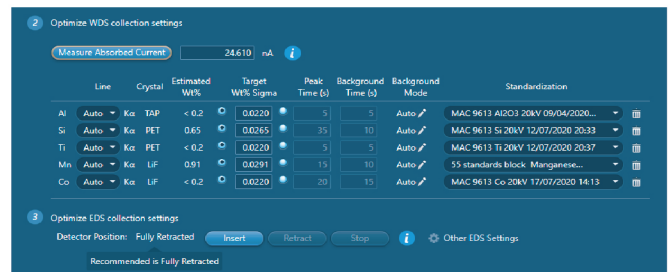 2 Optimize WDS collection settings
Measure Absorbed Current 24.610 nA i
Line Crystal Estimated Wt% Target Wt% Sigma Peak Time (s) Background Time (s) Background Mode Standardization
Al Auto Kα TAP < 0.2 0.0220 5 5 Auto MAC 9613 Al2O3 20kV 09/04/2020...
Si Auto Kα PET 0.65 0.0265 35 10 Auto MAC 9613 Si 20kV 12/07/2020 20:33
Ti Auto Kα PET < 0.2 0.0220 5 5 Auto MAC 9613 Ti 20kV 12/07/2020 20:37
Mn Auto Kα LiF 0.91 0.0291 15 10 Auto 55 standards block Manganese...
Co Auto Kα LiF < 0.2 0.0220 20 15 Auto MAC 9613 Co 20kV 17/07/2020 14:13
3 Optimize EDS collection settings
Detector Position: Fully Retracted Insert Retract Stop i Other EDS Settings
Recommended is Fully Retracted